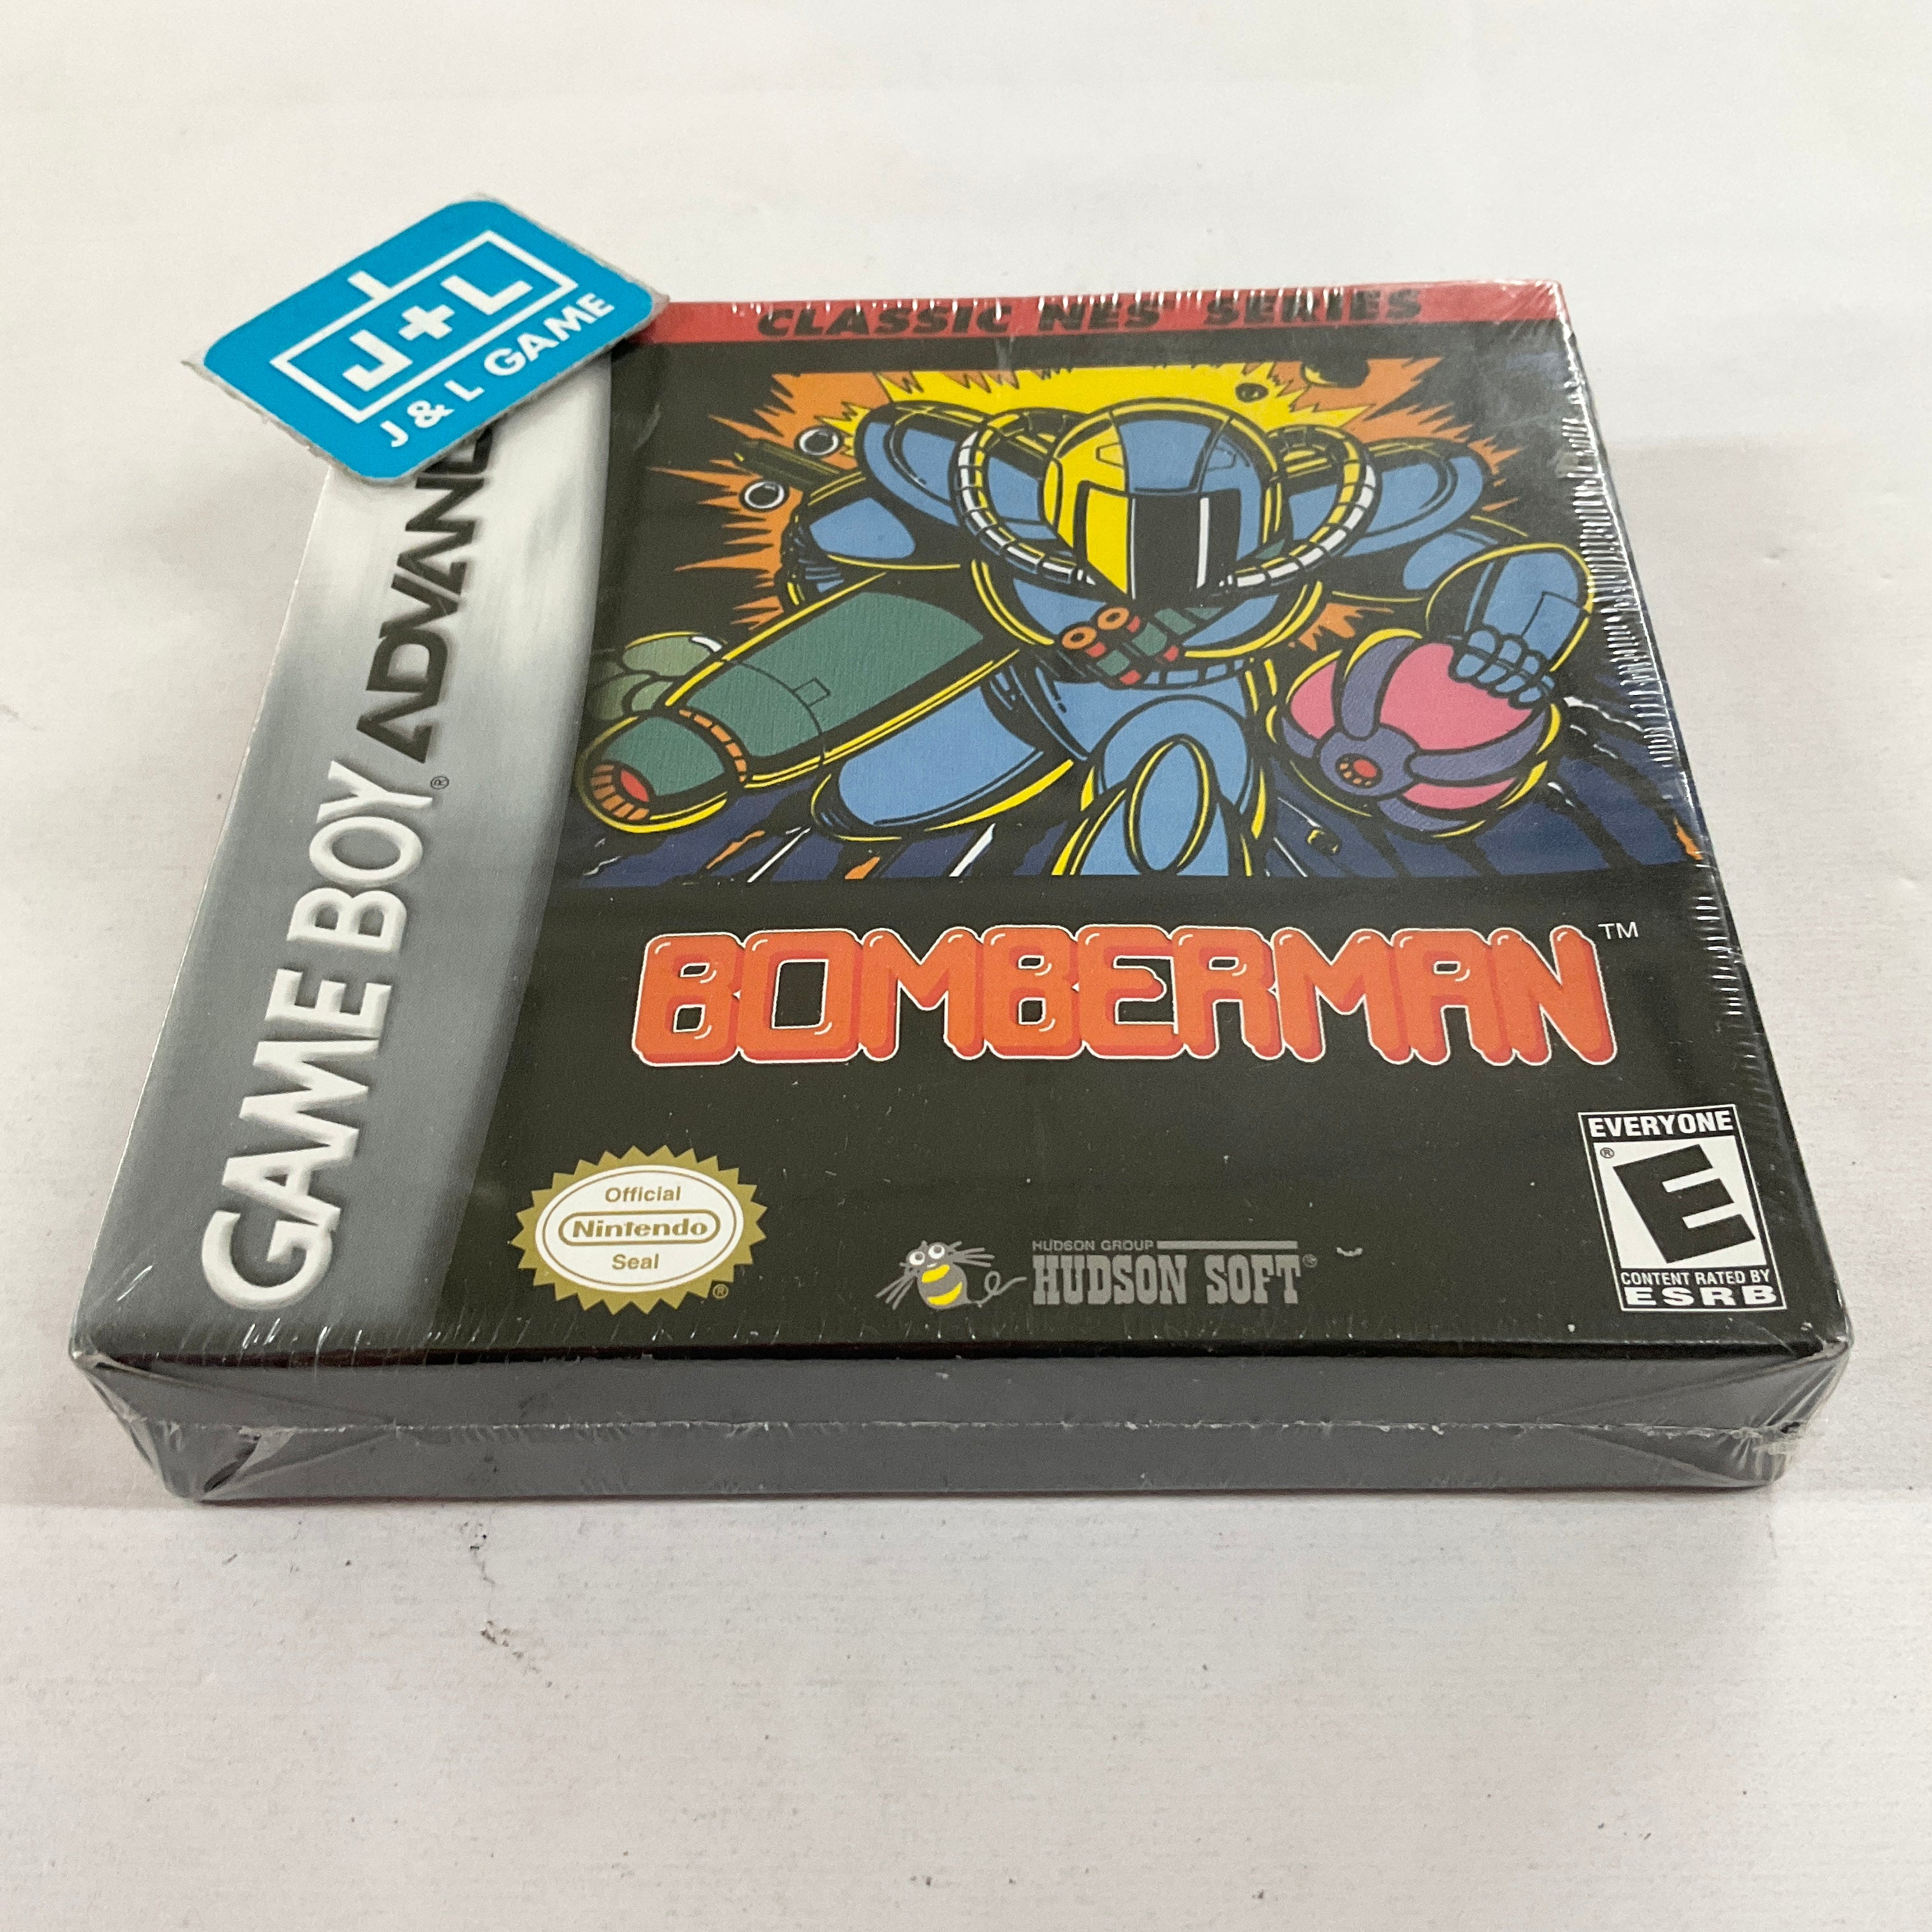 J+L
J & L GAME
CLASSIC NES SERIES
GAME BOY ADVANC
®
BOMBERMAN™
EVERYONE
®
E
CONTENT RATED BY
ESRB
Official
Nintendo
Seal
®
HUDSON GROUP
HUDSON SOFT®